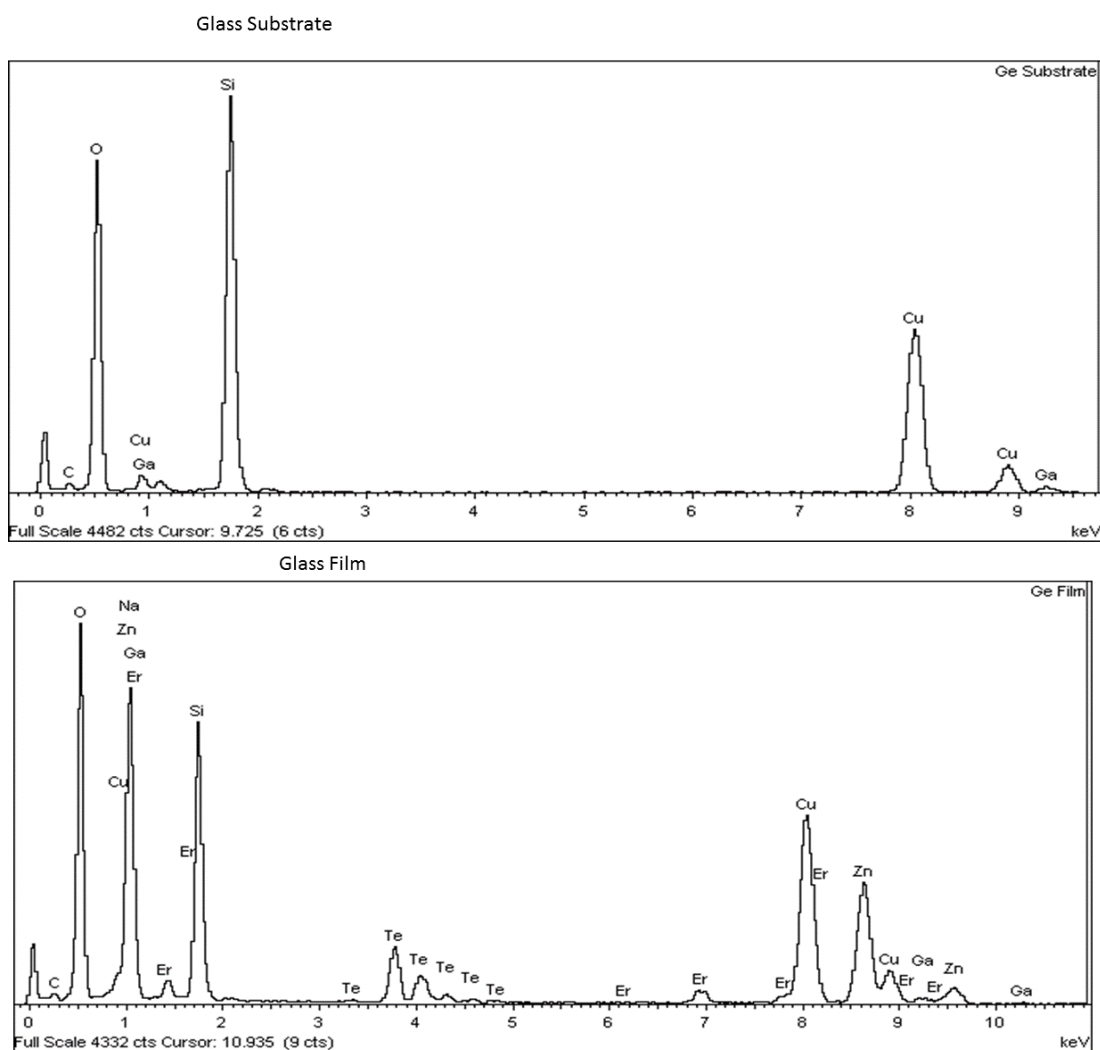 Glass Substrate
Ge Substrate
Si
O
Cu
Cu
Cu
Ga
C
Ga
0 1 2 3 4 5 6 7 8 9
Full Scale 4482 cts Cursor: 9.725 (6 cts) keV
Glass Film
Ge Film
O
Na
Zn
Ga
Er
Si
Cu
Cu
Er
Er
Zn
Te
Te
Te
Te
Te
Te
C
Er
Er
Er
Er
Cu
Er
Ga
Er
Zn
Ga
0 1 2 3 4 5 6 7 8 9 10
Full Scale 4332 cts Cursor: 10.935 (9 cts) keV